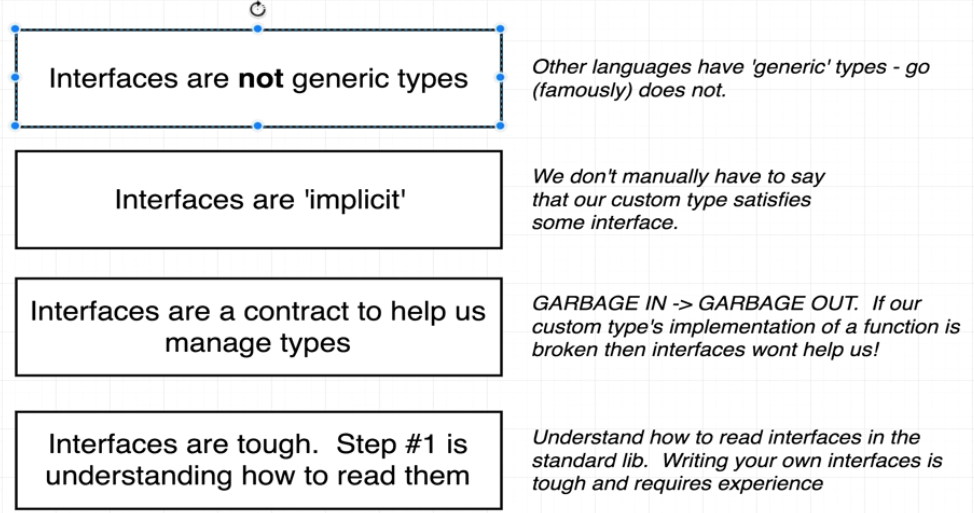 Interfaces are not generic types
Other languages have 'generic' types - go
(famously) does not.
Interfaces are 'implicit'
We don't manually have to say
that our custom type satisfies
some interface.
Interfaces are a contract to help us
manage types
GARBAGE IN -> GARBAGE OUT.  If our
custom type's implementation of a function is
broken then interfaces wont help us!
Interfaces are tough.  Step #1 is
understanding how to read them
Understand how to read interfaces in the
standard lib.  Writing your own interfaces is
tough and requires experience